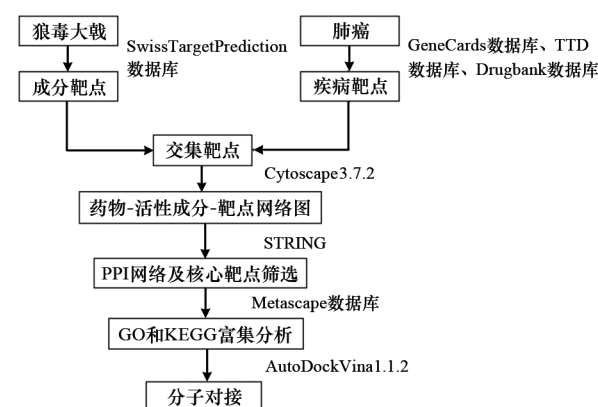 狼毒大戟
肺癌
SwissTargetPrediction
数据库
GeneCards数据库、TTD
数据库、Drugbank数据库
成分靶点
疾病靶点
交集靶点
Cytoscape3.7.2
药物-活性成分-靶点网络图
STRING
PPI网络及核心靶点筛选
Metascape数据库
GO和KEGG富集分析
AutoDockVina1.1.2
分子对接